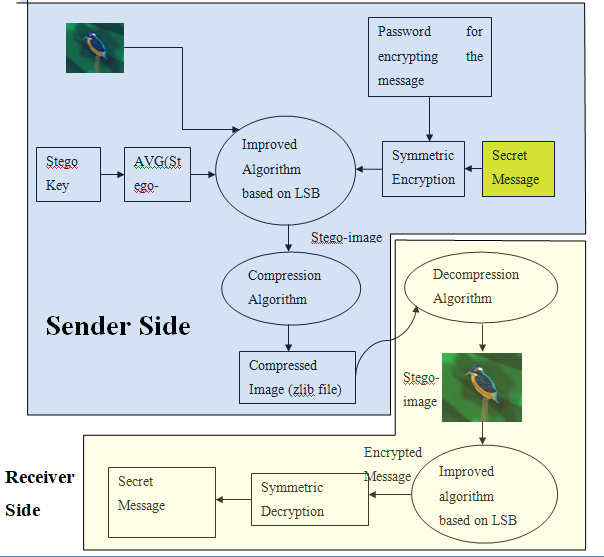 Password for
encrypting the
message
Stego
Key
AVG(St
ego-
Improved
Algorithm
based on LSB
Symmetric
Encryption
Secret
Message
Stego-image
Compression
Algorithm
Sender Side
Compressed
Image (zlib file)
Decompression
Algorithm
Stego-
image
Receiver
Side
Secret
Message
Symmetric
Decryption
Encrypted
Message
Improved
algorithm
based on LSB